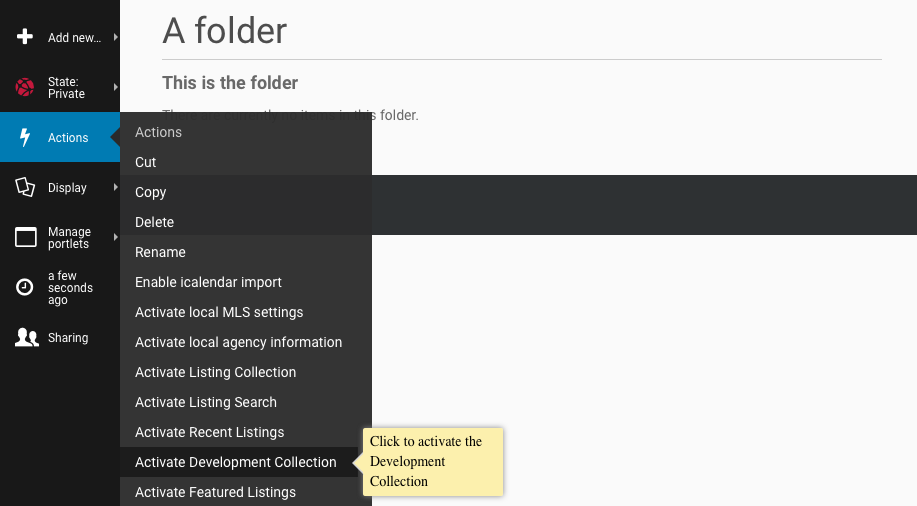 A folder
This is the folder
There are currently no items in this folder.
Add new...
State:
Private
Actions
Display
Manage
portlets
a few
seconds
ago
Sharing
Actions
Cut
Copy
Delete
Rename
Enable icalendar import
Activate local MLS settings
Activate local agency information
Activate Listing Collection
Activate Listing Search
Activate Recent Listings
Activate Development Collection
Activate Featured Listings
Click to activate the
Development
Collection